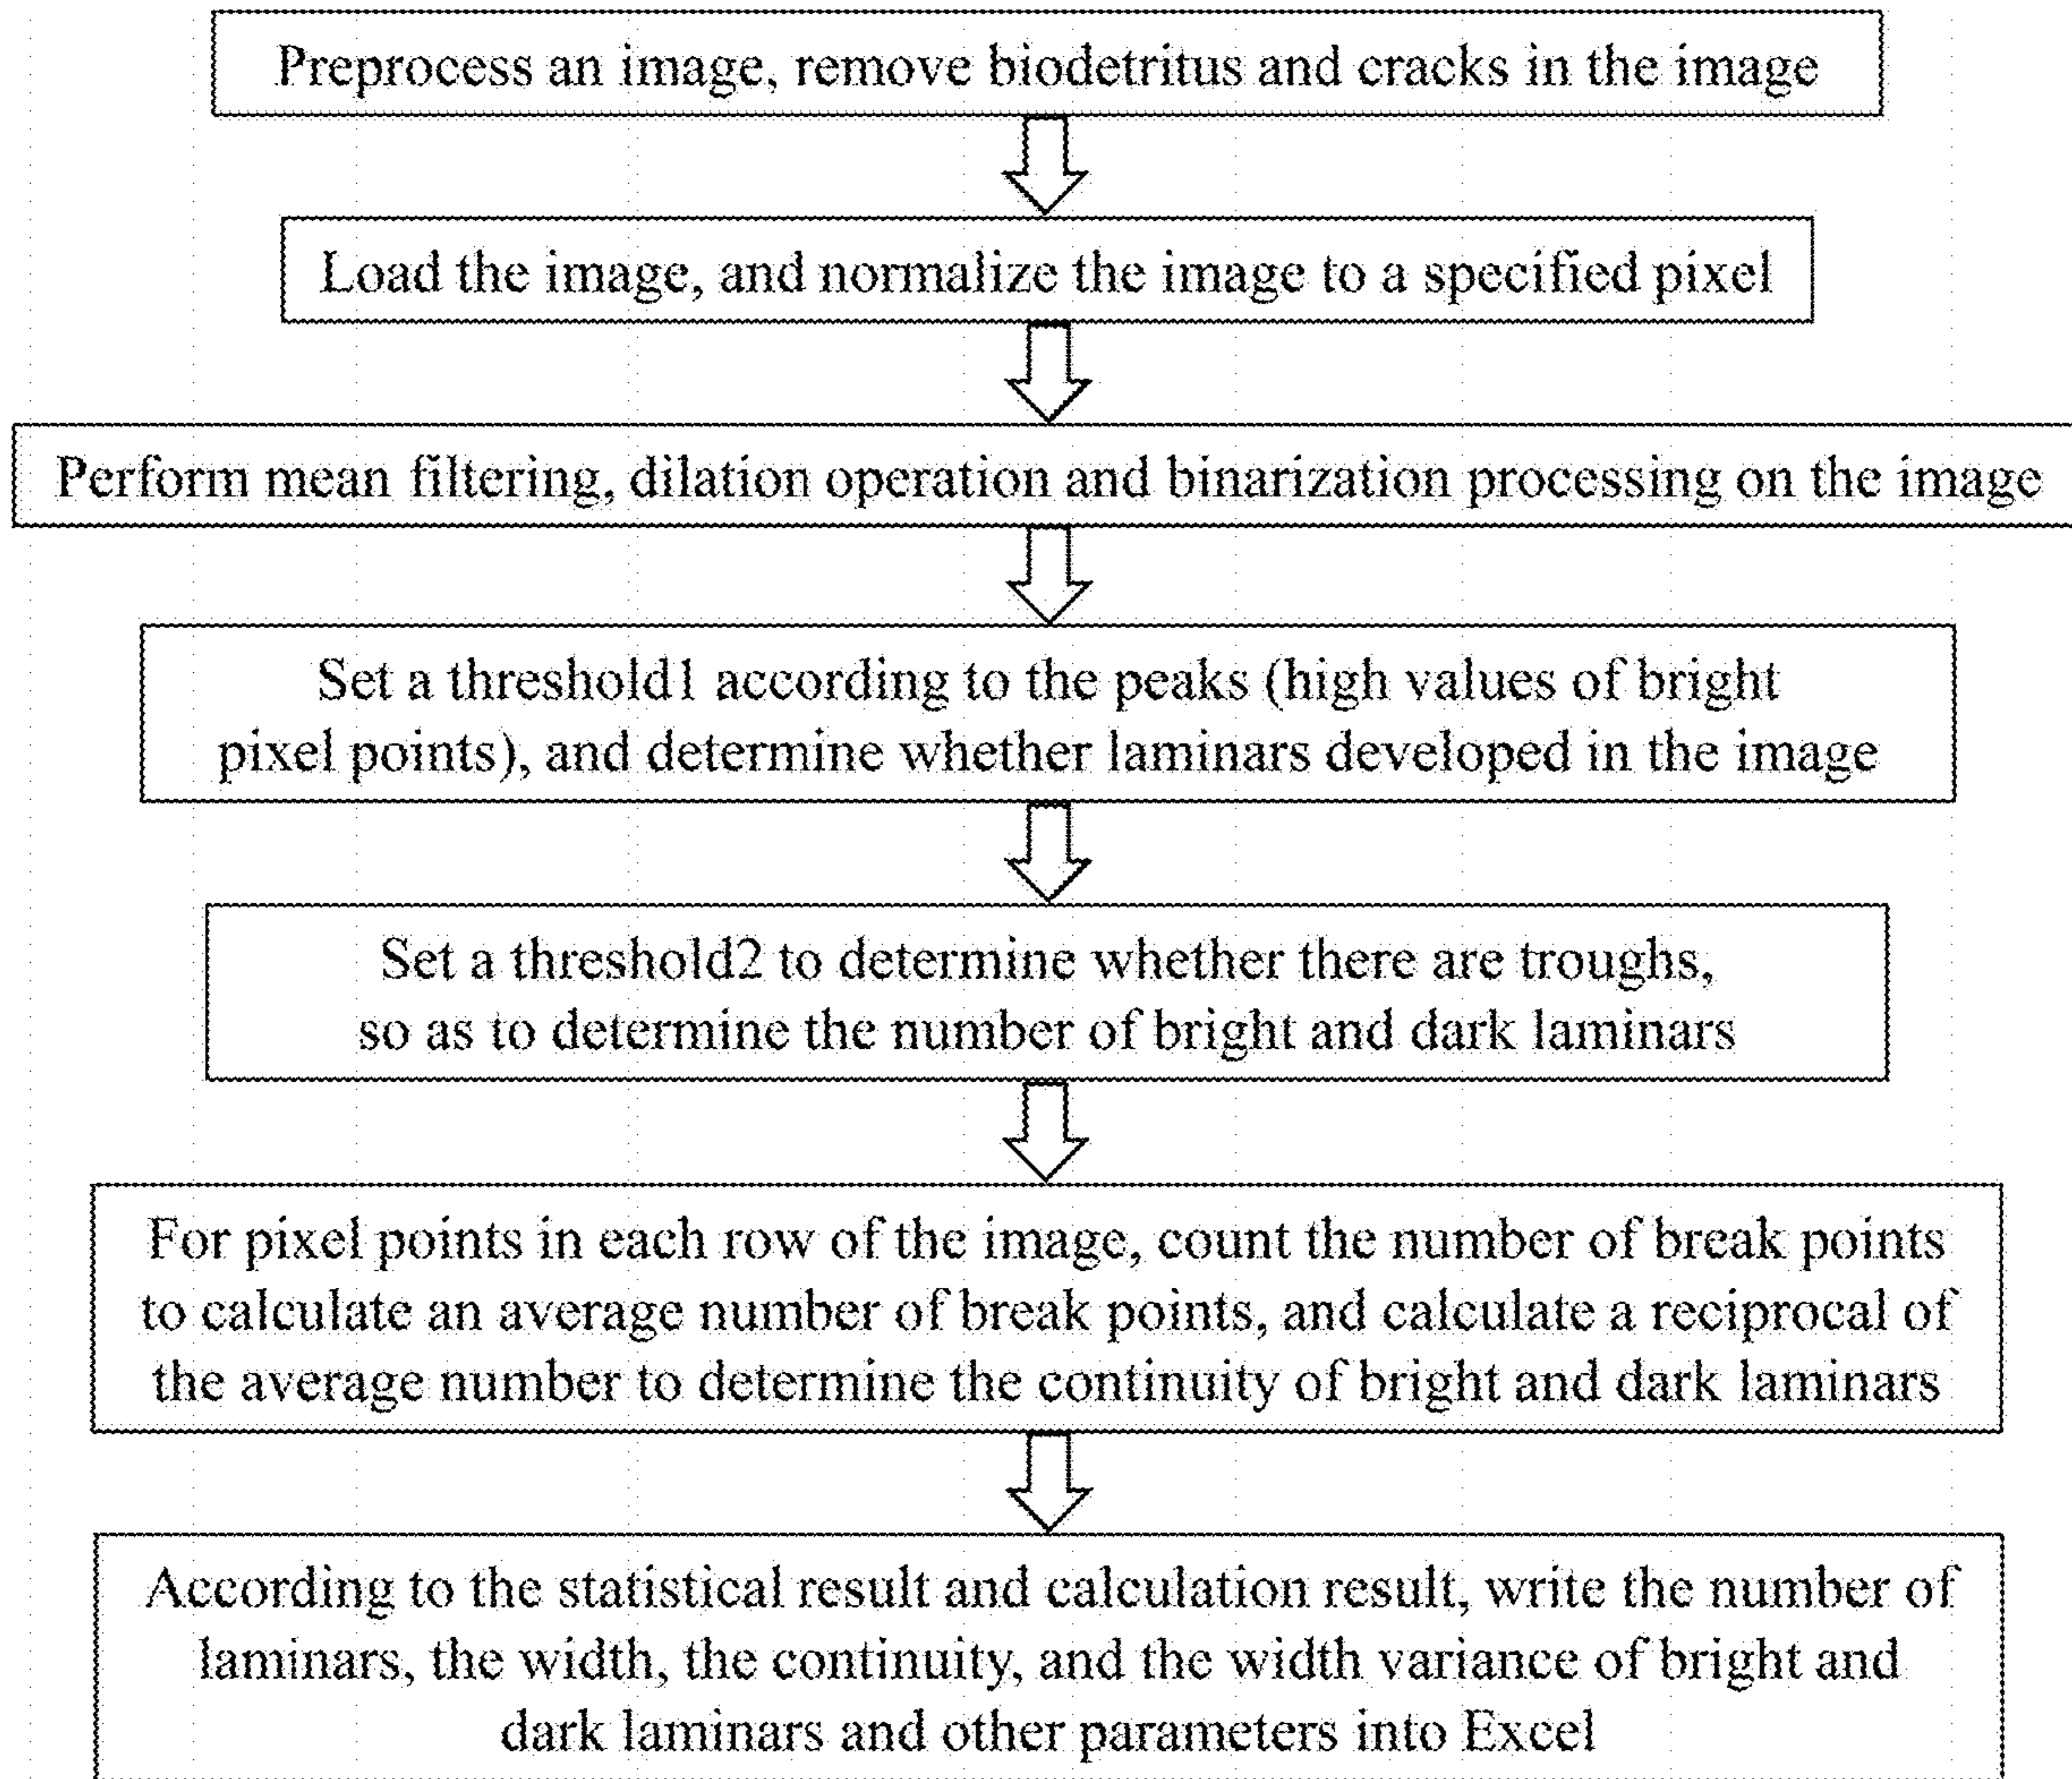 Preprocess an image, remove biodetritus and cracks in the image
Load the image, and normalize the image to a specified pixel
Perform mean filtering, dilation operation and binarization processing on the image
Set a threshold1 according to the peaks (high values of bright
pixel points), and determine whether laminars developed in the image
Set a threshold2 to determine whether there are troughs,
so as to determine the number of bright and dark laminars
For pixel points in each row of the image, count the number of break points
to calculate an average number of break points, and calculate a reciprocal of
the average number to determine the continuity of bright and dark laminars
According to the statistical result and calculation result, write the number of
laminars, the width, the continuity, and the width variance of bright and
dark laminars and other parameters into Excel